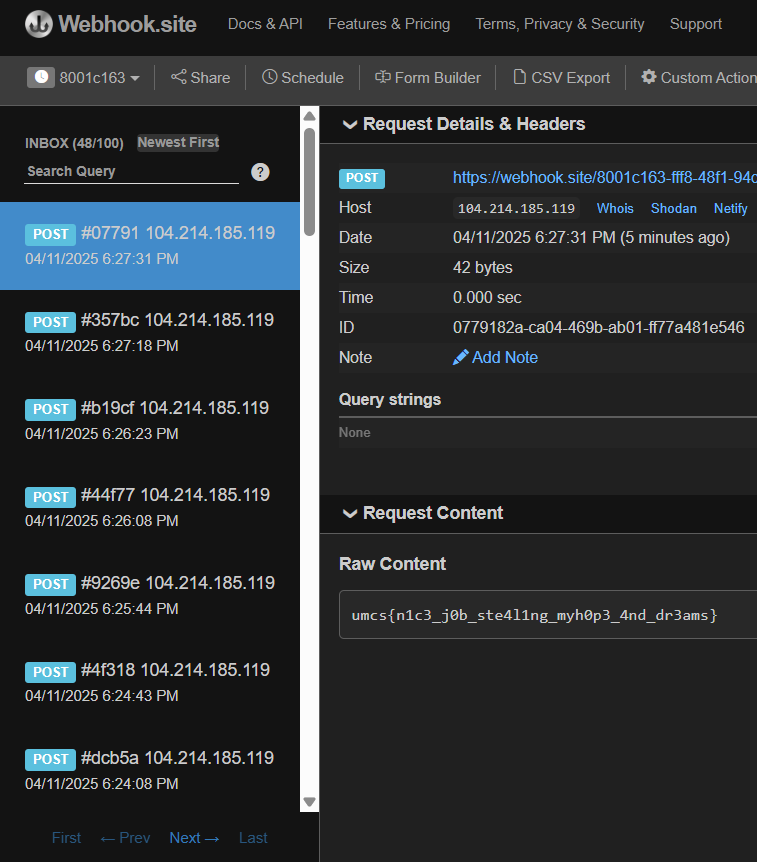 Webhook.site Docs & API Features & Pricing Terms, Privacy & Security Support
8001c163 Share Schedule Form Builder CSV Export Custom Action
INBOX (48/100) Newest First
Search Query ?
POST #07791 104.214.185.119
04/11/2025 6:27:31 PM
POST #357bc 104.214.185.119
04/11/2025 6:27:18 PM
POST #b19cf 104.214.185.119
04/11/2025 6:26:23 PM
POST #44f77 104.214.185.119
04/11/2025 6:26:08 PM
POST #9269e 104.214.185.119
04/11/2025 6:25:44 PM
POST #4f318 104.214.185.119
04/11/2025 6:24:43 PM
POST #dcb5a 104.214.185.119
04/11/2025 6:24:08 PM
First ← Prev Next → Last
Request Details & Headers
POST https://webhook.site/8001c163-fff8-48f1-94c
Host 104.214.185.119 Whois Shodan Netify
Date 04/11/2025 6:27:31 PM (5 minutes ago)
Size 42 bytes
Time 0.000 sec
ID 0779182a-ca04-469b-ab01-ff77a481e546
Note Add Note
Query strings
None
Request Content
Raw Content
umcs{n1c3_j0b_ste4l1ng_myh0p3_4nd_dr3ams}